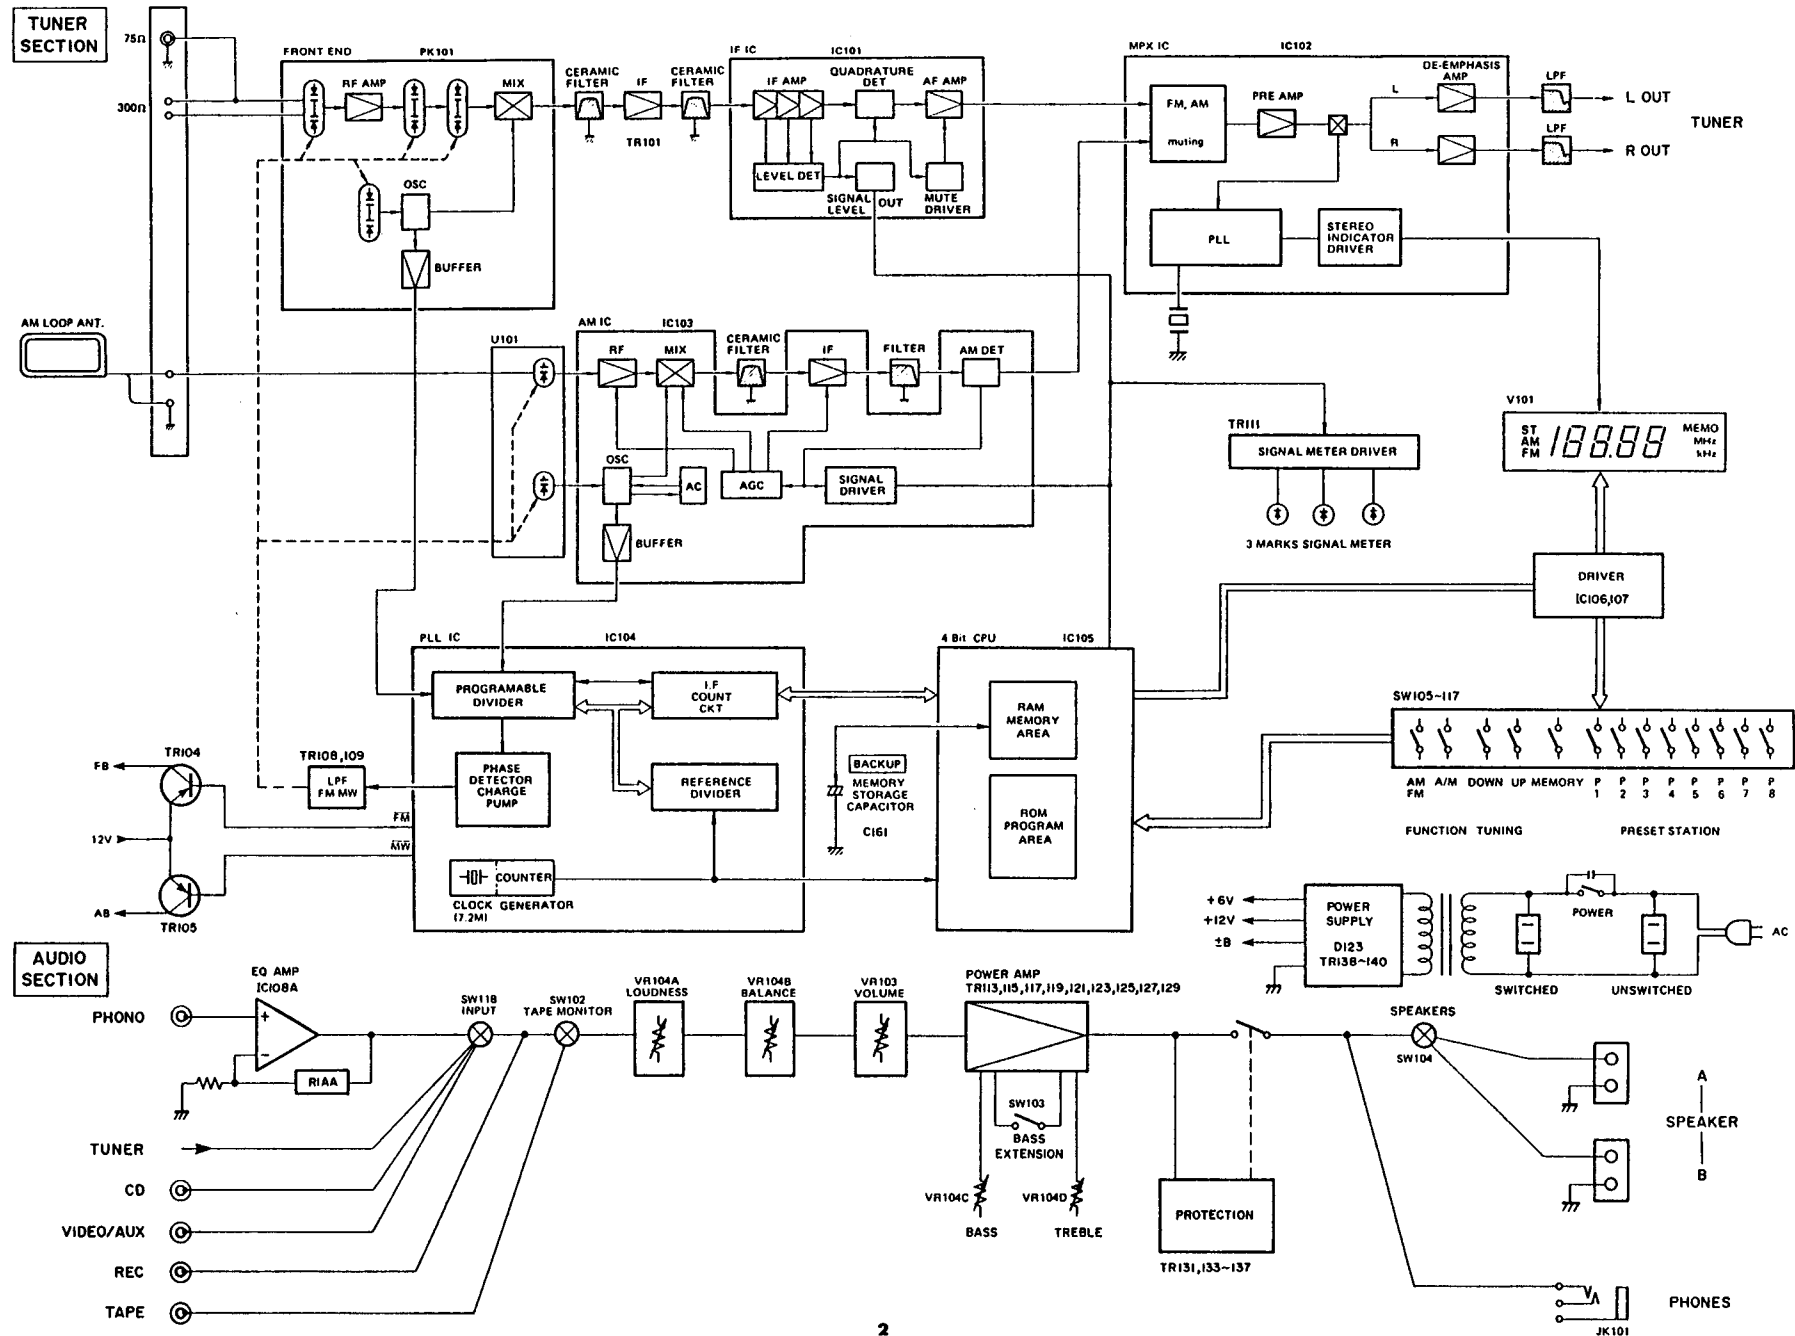 TUNER
SECTION
75Ω
300Ω
FRONT END
PK101
RF AMP
MIX
OSC
BUFFER
CERAMIC
FILTER
IF
TR101
CERAMIC
FILTER
IF IC
IC101
IF AMP
QUADRATURE
DET
AF AMP
LEVEL DET
SIGNAL
LEVEL
OUT
MUTE
DRIVER
MPX IC
IC102
FM, AM
muting
PRE AMP
DE-EMPHASIS
AMP
L
R
LPF
LPF
L OUT
R OUT
TUNER
PLL
STEREO
INDICATOR
DRIVER
AM LOOP ANT.
U101
AM IC
IC103
RF
MIX
CERAMIC
FILTER
IF
FILTER
AM DET
OSC
AC
AGC
SIGNAL
DRIVER
BUFFER
TR111
SIGNAL METER DRIVER
3 MARKS SIGNAL METER
V101
ST
AM
FM
188.88
MEMO
MHz
kHz
DRIVER
IC106,107
PLL IC
IC104
PROGRAMABLE
DIVIDER
I.F
COUNT
CKT
PHASE
DETECTOR
CHARGE
PUMP
REFERENCE
DIVIDER
COUNTER
CLOCK GENERATOR
(7.2M)
4 Bit CPU
IC105
RAM
MEMORY
AREA
ROM
PROGRAM
AREA
BACKUP
MEMORY
STORAGE
CAPACITOR
C161
TR108,109
LPF
FM MW
TR104
FB
12V
AB
TR105
FM
MW
SW105~117
AM
FM
A/M
DOWN
UP
MEMORY
P
1
P
2
P
3
P
4
P
5
P
6
P
7
P
8
FUNCTION TUNING
PRESET STATION
+6V
+12V
±B
POWER
SUPPLY
D123
TR138~140
POWER
AC
SWITCHED
UNSWITCHED
AUDIO
SECTION
EQ AMP
IC108A
PHONO
+
−
RIAA
SW118
INPUT
SW102
TAPE MONITOR
VR104A
LOUDNESS
VR104B
BALANCE
VR103
VOLUME
POWER AMP
TR113,115,117,119,121,123,125,127,129
SW103
BASS
EXTENSION
VR104C
BASS
VR104D
TREBLE
PROTECTION
TR131,133~137
SPEAKERS
SW104
A
SPEAKER
B
TUNER
CD
VIDEO/AUX
REC
TAPE
PHONES
JK101
2